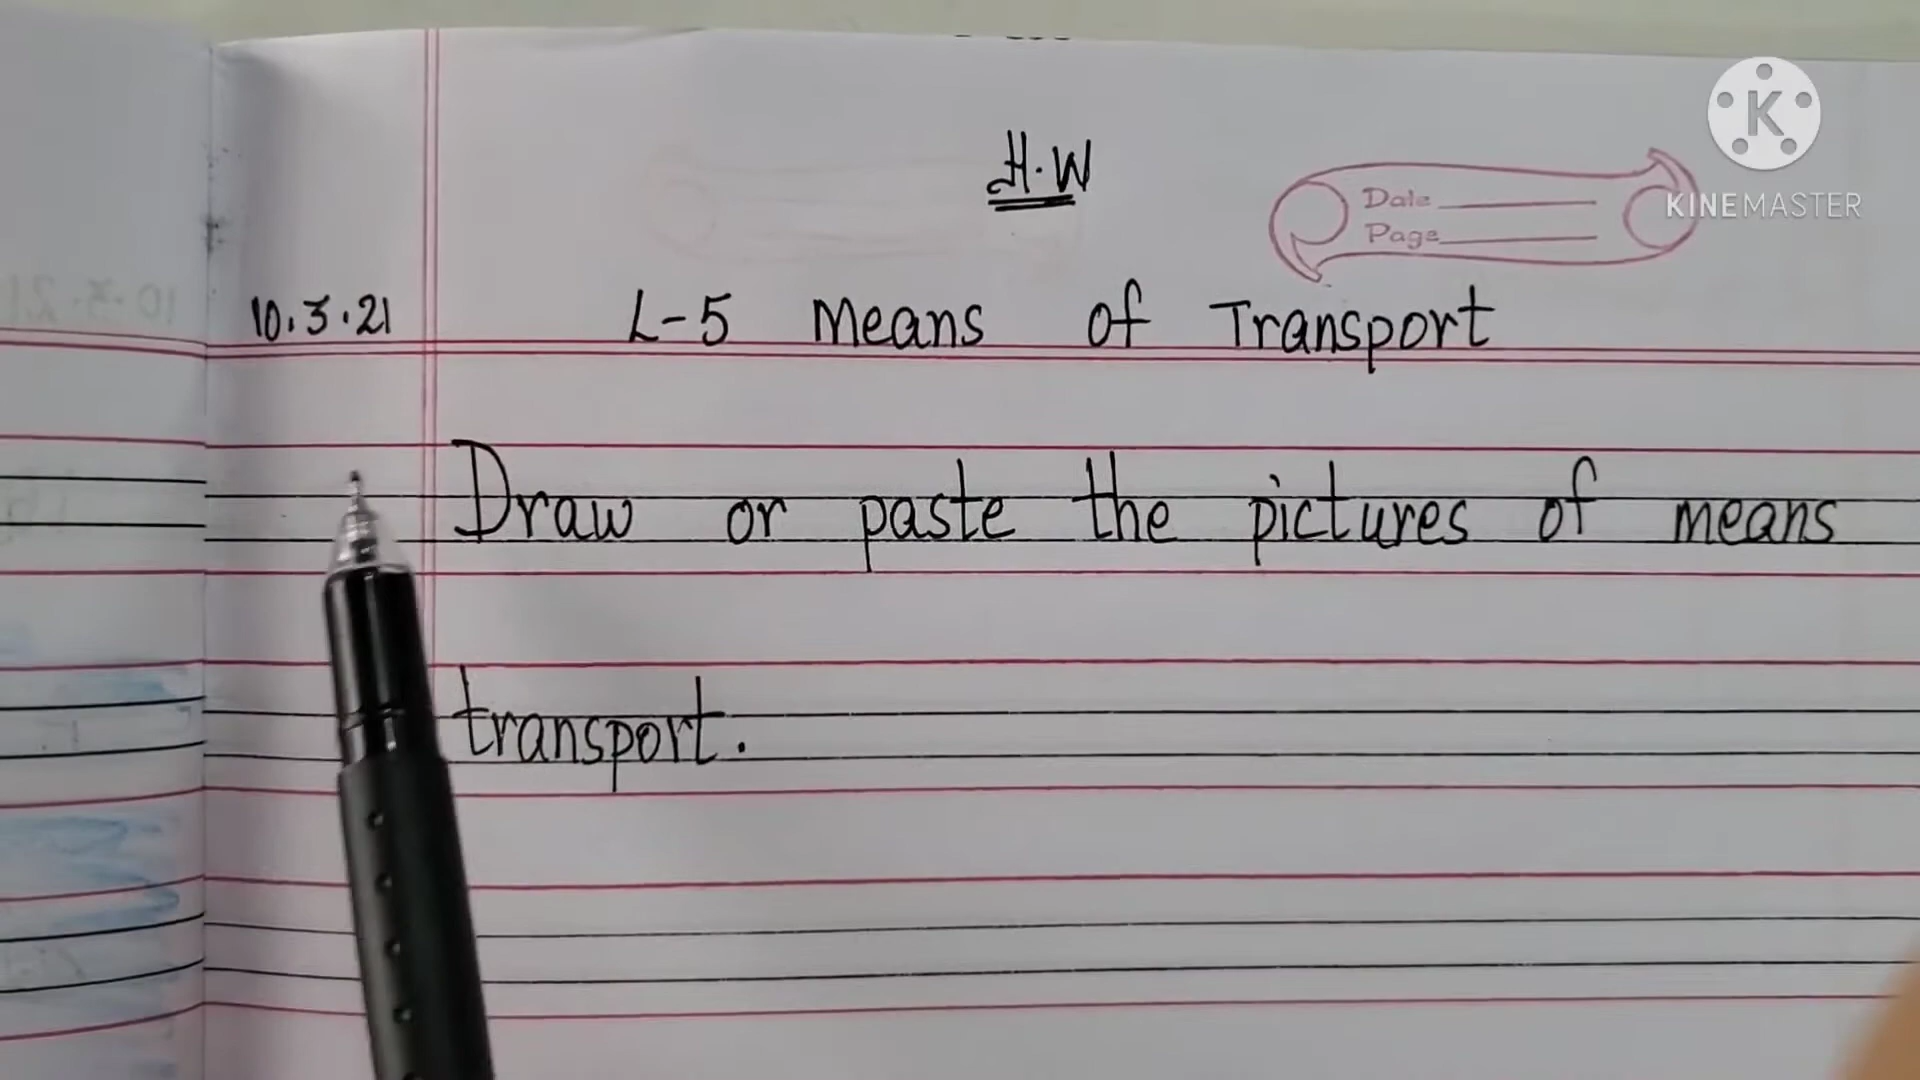 H.W
Date
Page
KINEMASTER
10.3.21 L-5 Means of Transport
Draw or paste the pictures of means
transport.